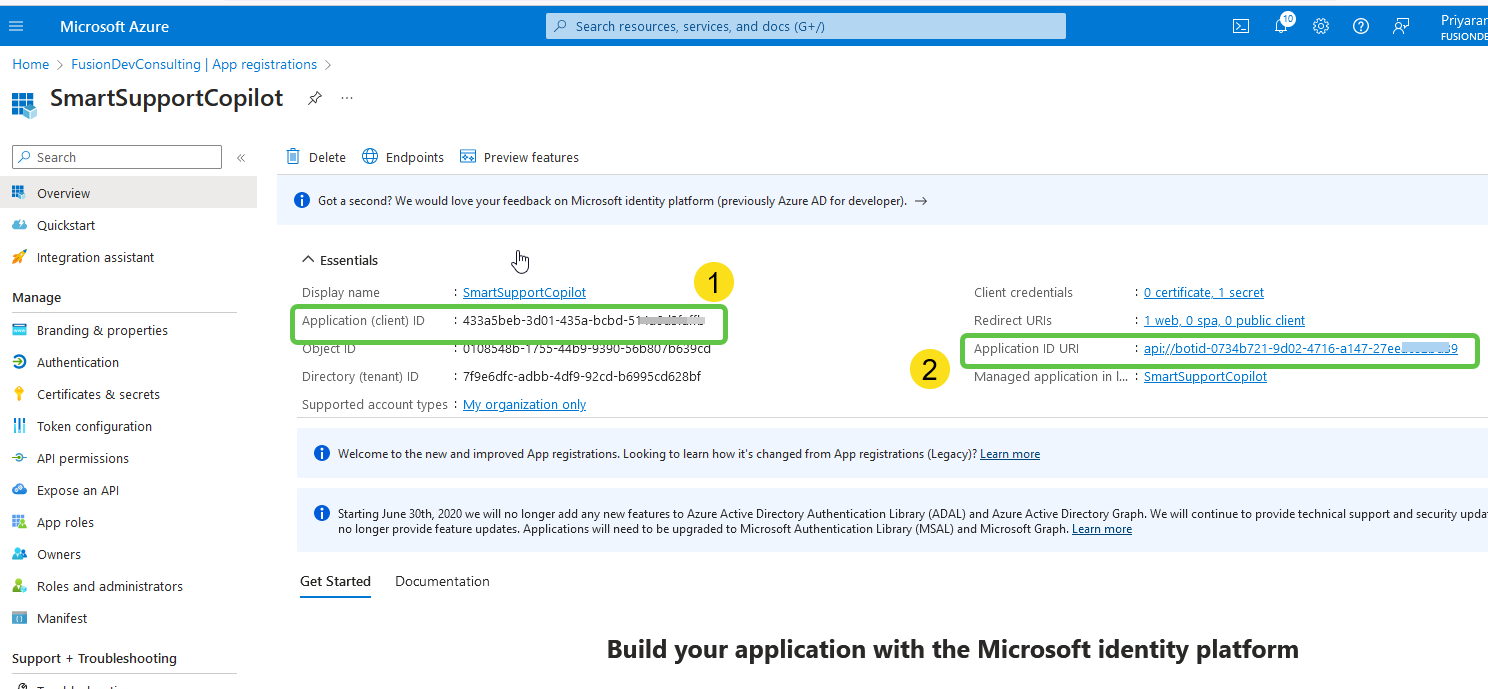 Microsoft Azure
Search resources, services, and docs (G+/)
10
Priyaran
FUSIONDE
Home > FusionDevConsulting | App registrations >
SmartSupportCopilot
...
Search
«
Overview
Quickstart
Integration assistant
Manage
Branding & properties
Authentication
Certificates & secrets
Token configuration
API permissions
Expose an API
App roles
Owners
Roles and administrators
Manifest
Support + Troubleshooting
Delete
Endpoints
Preview features
Got a second? We would love your feedback on Microsoft identity platform (previously Azure AD for developer). →
Essentials
1
Display name : SmartSupportCopilot
Application (client) ID : 433a5beb-3d01-435a-bcbd-
Object ID : 0108548b-1755-44b9-9390-56b807b639cd
Directory (tenant) ID : 7f9e6dfc-adbb-4df9-92cd-b6995cd628bf
Supported account types : My organization only
2
Client credentials : 0 certificate, 1 secret
Redirect URIs : 1 web, 0 spa, 0 public client
Application ID URI : api://botid-0734b721-9d02-4716-a147-27ee
Managed application in l... : SmartSupportCopilot
Welcome to the new and improved App registrations. Looking to learn how it's changed from App registrations (Legacy)? Learn more
Starting June 30th, 2020 we will no longer add any new features to Azure Active Directory Authentication Library (ADAL) and Azure Active Directory Graph. We will continue to provide technical support and security upda
no longer provide feature updates. Applications will need to be upgraded to Microsoft Authentication Library (MSAL) and Microsoft Graph. Learn more
Get Started
Documentation
Build your application with the Microsoft identity platform